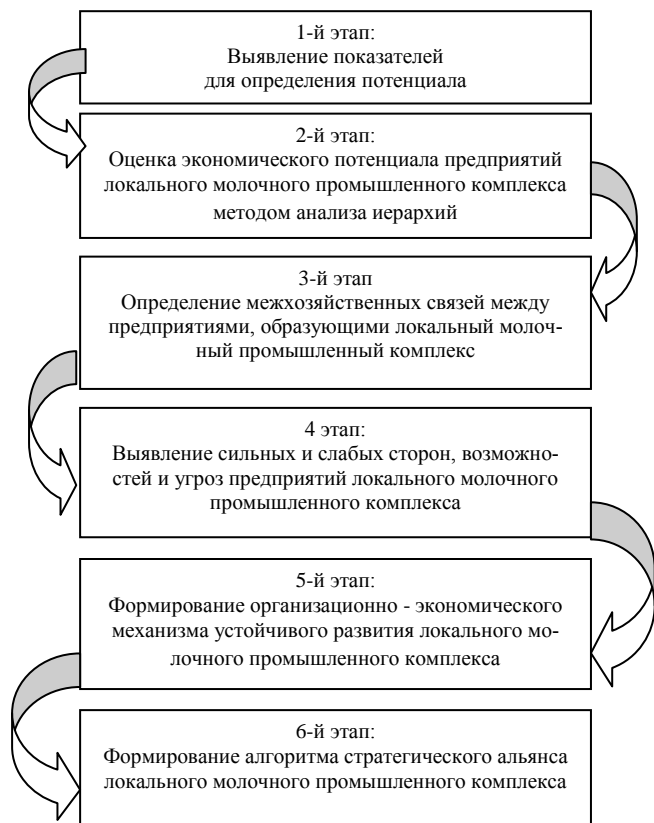 1-й этап:
Выявление показателей
для определения потенциала
2-й этап:
Оценка экономического потенциала предприятий
локального молочного промышленного комплекса
методом анализа иерархий
3-й этап
Определение межхозяйственных связей между
предприятиями, образующими локальный молоч-
ный промышленный комплекс
4 этап:
Выявление сильных и слабых сторон, возможно-
стей и угроз предприятий локального молочного
промышленного комплекса
5-й этап:
Формирование организационно - экономического
механизма устойчивого развития локального мо-
лочного промышленного комплекса
6-й этап:
Формирование алгоритма стратегического альянса
локального молочного промышленного комплекса